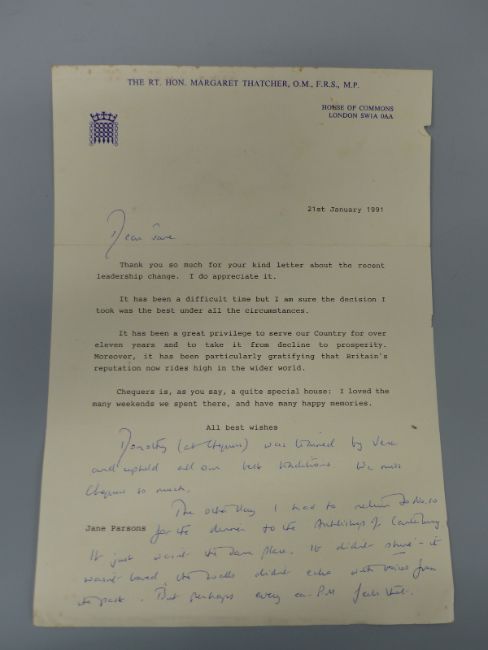 THE RT. HON. MARGARET THATCHER, O.M., F.R.S., M.P.
HOUSE OF COMMONS
LONDON SW1A 0AA
21st January 1991
Dear
Thank you so much for your kind letter about the recent
leadership change. I do appreciate it.
It has been a difficult time but I am sure the decision I
took was the best under all the circumstances.
It has been a great privilege to serve our Country for over
eleven years and to take it from decline to prosperity.
Moreover, it has been particularly gratifying that Britain's
reputation now rides high in the wider world.
Chequers is, as you say, a quite special house: I loved the
many weekends we spent there, and have many happy memories.
All best wishes
Dorothy (at Chequers) was trained by Vera
and upheld all our best traditions. We miss
Chequers so much.
The other day I had to return to No. 10
Jane Parsons for the dinner to the Archbishop of Canterbury
It just wasn't the same place. It didn't shine - it
wasn't loved, the walls didn't echo with voices from
the past. But perhaps every ex-PM feels that.